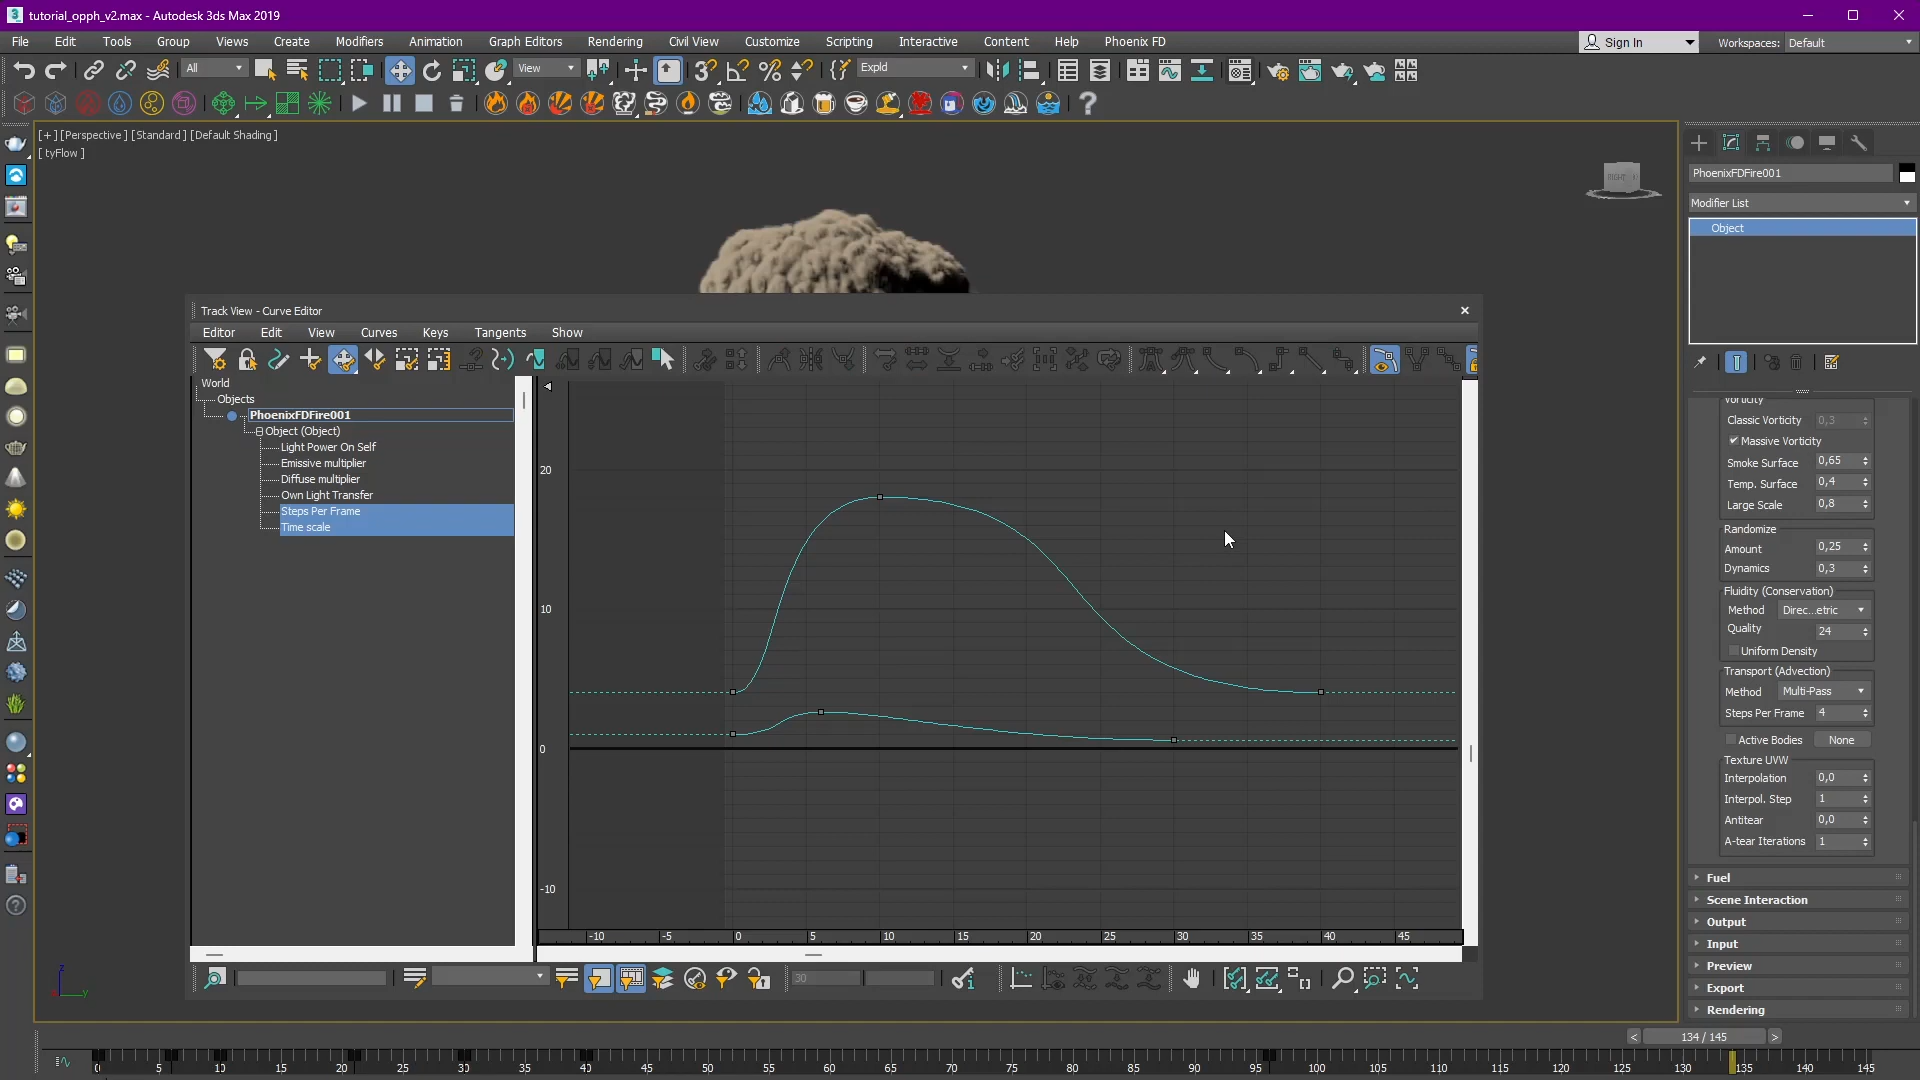 tutorial_opph_v2.max - Autodesk 3ds Max 2019
File Edit Tools Group Views Create Modifiers Animation Graph Editors Rendering Civil View Customize Scripting Interactive Content Help Phoenix FD Sign In Workspaces: Default
All View Expld
[+] [Perspective] [Standard] [Default Shading]
[ tyFlow ]
RIGHT
PhoenixFDFire001
Modifier List
Object
Track View - Curve Editor
Editor Edit View Curves Keys Tangents Show
World
Objects
PhoenixFDFire001
Object (Object)
Light Power On Self
Emissive multiplier
Diffuse multiplier
Own Light Transfer
Steps Per Frame
Time scale
20
10
0
-10
-10 -5 0 5 10 15 20 25 30 35 40 45
30
z
y
Vorticity
Classic Vorticity 0,3
Massive Vorticity
Smoke Surface 0,65
Temp. Surface 0,4
Large Scale 0,8
Randomize
Amount 0,25
Dynamics 0,3
Fluidity (Conservation)
Method Direc...etric
Quality 24
Uniform Density
Transport (Advection)
Method Multi-Pass
Steps Per Frame 4
Active Bodies None
Texture UVW
Interpolation 0,0
Interpol. Step 1
Antitear 0,0
A-tear Iterations 1
Fuel
Scene Interaction
Output
Input
Preview
Export
Rendering
< 134 / 145 >
0 5 10 15 20 25 30 35 40 45 50 55 60 65 70 75 80 85 90 95 100 105 110 115 120 125 130 135 140 145